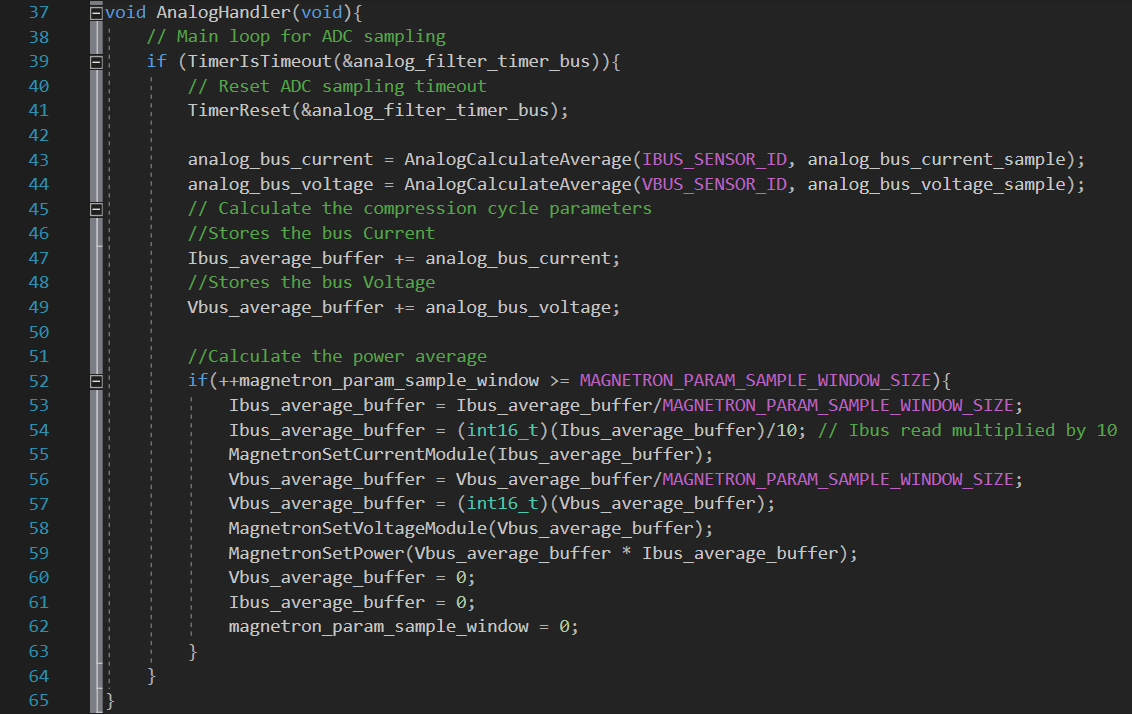 37 void AnalogHandler(void){
38 // Main loop for ADC sampling
39 if (TimerIsTimeout(&analog_filter_timer_bus)){
40 // Reset ADC sampling timeout
41 TimerReset(&analog_filter_timer_bus);
42
43 analog_bus_current = AnalogCalculateAverage(IBUS_SENSOR_ID, analog_bus_current_sample);
44 analog_bus_voltage = AnalogCalculateAverage(VBUS_SENSOR_ID, analog_bus_voltage_sample);
45 // Calculate the compression cycle parameters
46 //Stores the bus Current
47 Ibus_average_buffer += analog_bus_current;
48 //Stores the bus Voltage
49 Vbus_average_buffer += analog_bus_voltage;
50
51 //Calculate the power average
52 if(++magnetron_param_sample_window >= MAGNETRON_PARAM_SAMPLE_WINDOW_SIZE){
53 Ibus_average_buffer = Ibus_average_buffer/MAGNETRON_PARAM_SAMPLE_WINDOW_SIZE;
54 Ibus_average_buffer = (int16_t)(Ibus_average_buffer)/10; // Ibus read multiplied by 10
55 MagnetronSetCurrentModule(Ibus_average_buffer);
56 Vbus_average_buffer = Vbus_average_buffer/MAGNETRON_PARAM_SAMPLE_WINDOW_SIZE;
57 Vbus_average_buffer = (int16_t)(Vbus_average_buffer);
58 MagnetronSetVoltageModule(Vbus_average_buffer);
59 MagnetronSetPower(Vbus_average_buffer * Ibus_average_buffer);
60 Vbus_average_buffer = 0;
61 Ibus_average_buffer = 0;
62 magnetron_param_sample_window = 0;
63 }
64 }
65 }